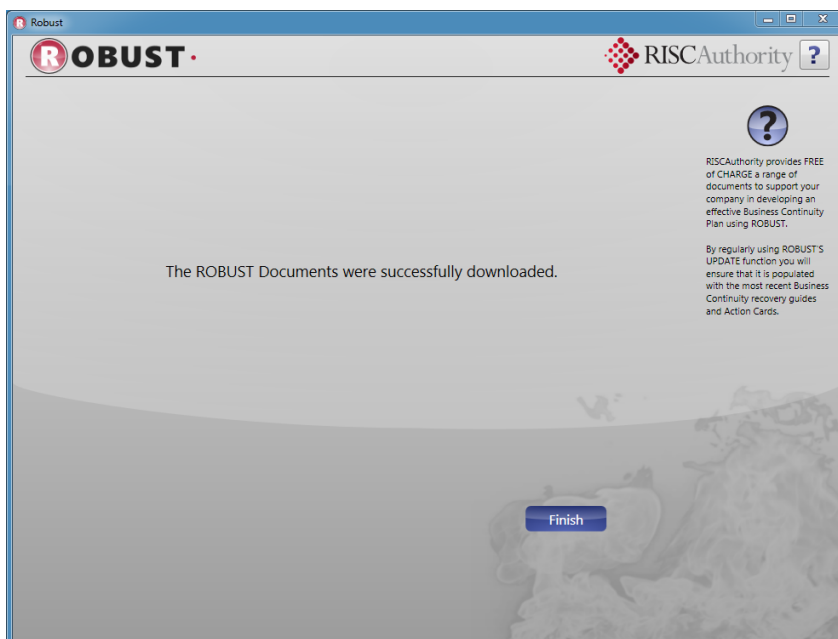 Robust
ROBUST
RISCAuthority ?
?
RISCAuthority provides FREE
of CHARGE a range of
documents to support your
company in developing an
effective Business Continuity
Plan using ROBUST.
By regularly using ROBUST'S
UPDATE function you will
ensure that it is populated
with the most recent Business
Continuity recovery guides
and Action Cards.
The ROBUST Documents were successfully downloaded.
Finish